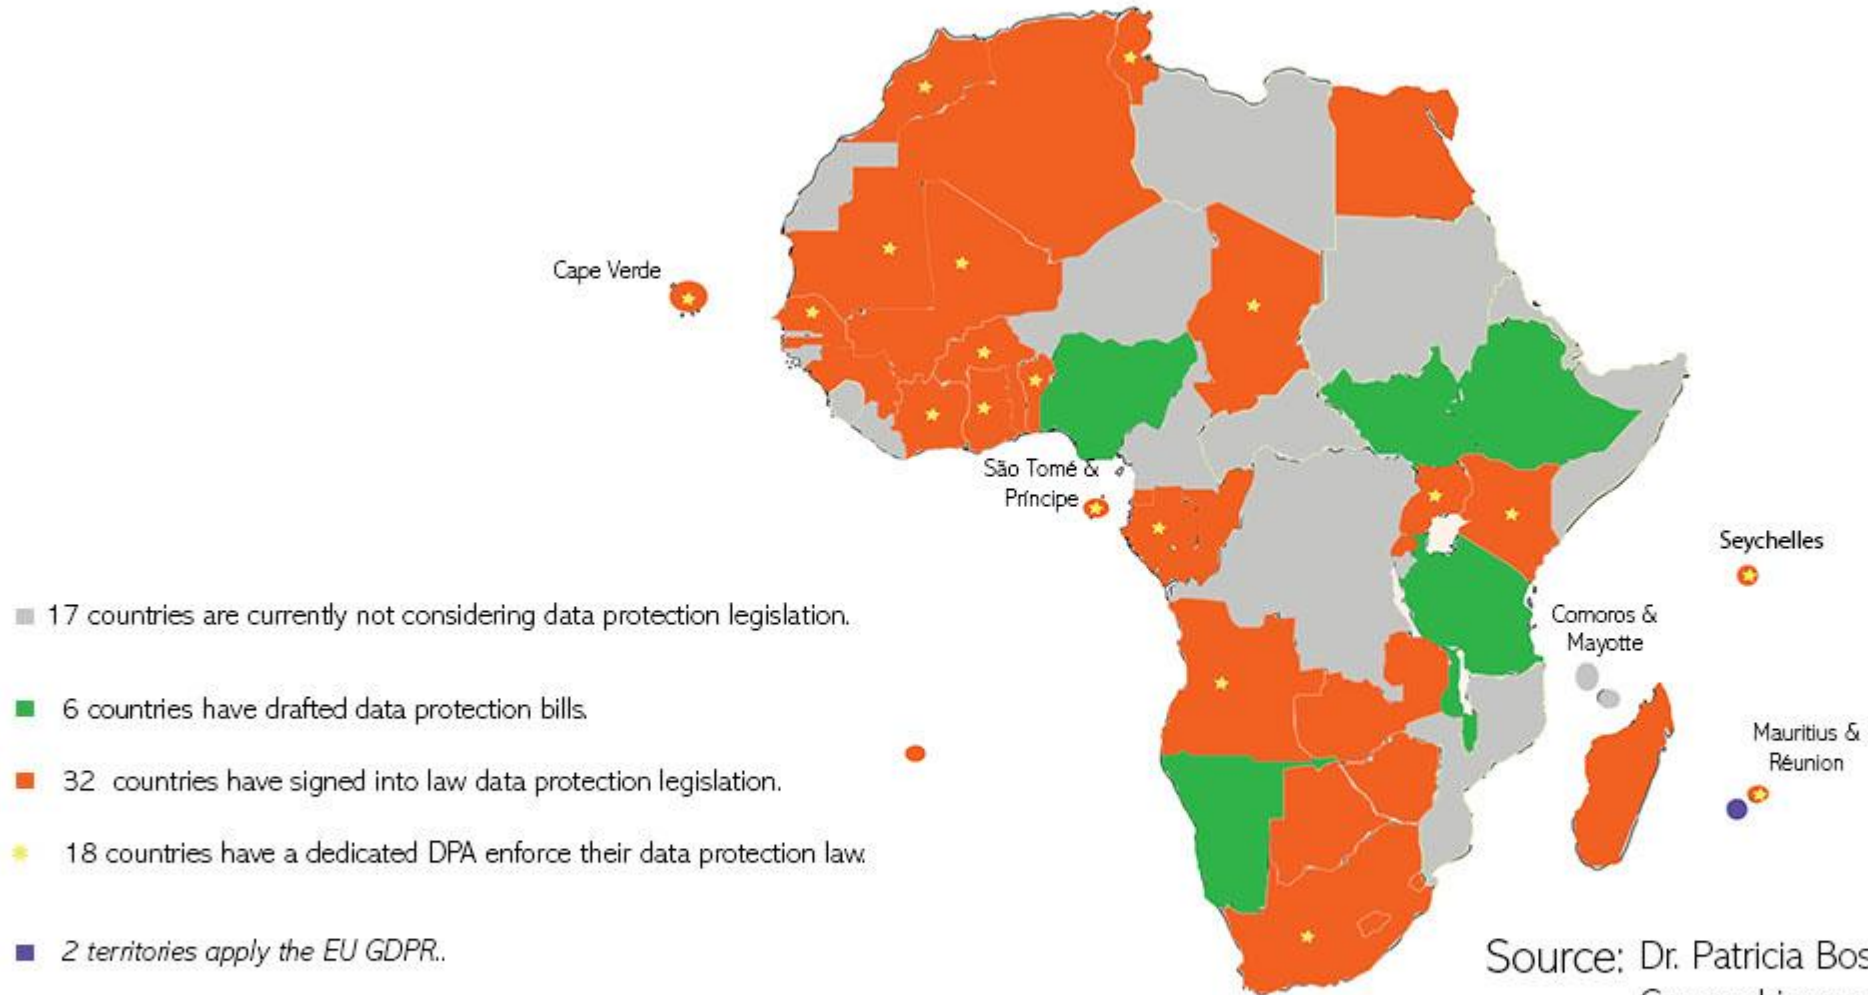 Cape Verde
São Tomé &
Príncipe
Seychelles
Comoros &
Mayotte
Mauritius &
Réunion
17 countries are currently not considering data protection legislation.
6 countries have drafted data protection bills.
32 countries have signed into law data protection legislation.
18 countries have a dedicated DPA enforce their data protection law.
2 territories apply the EU GDPR..
Source: Dr. Patricia Bos